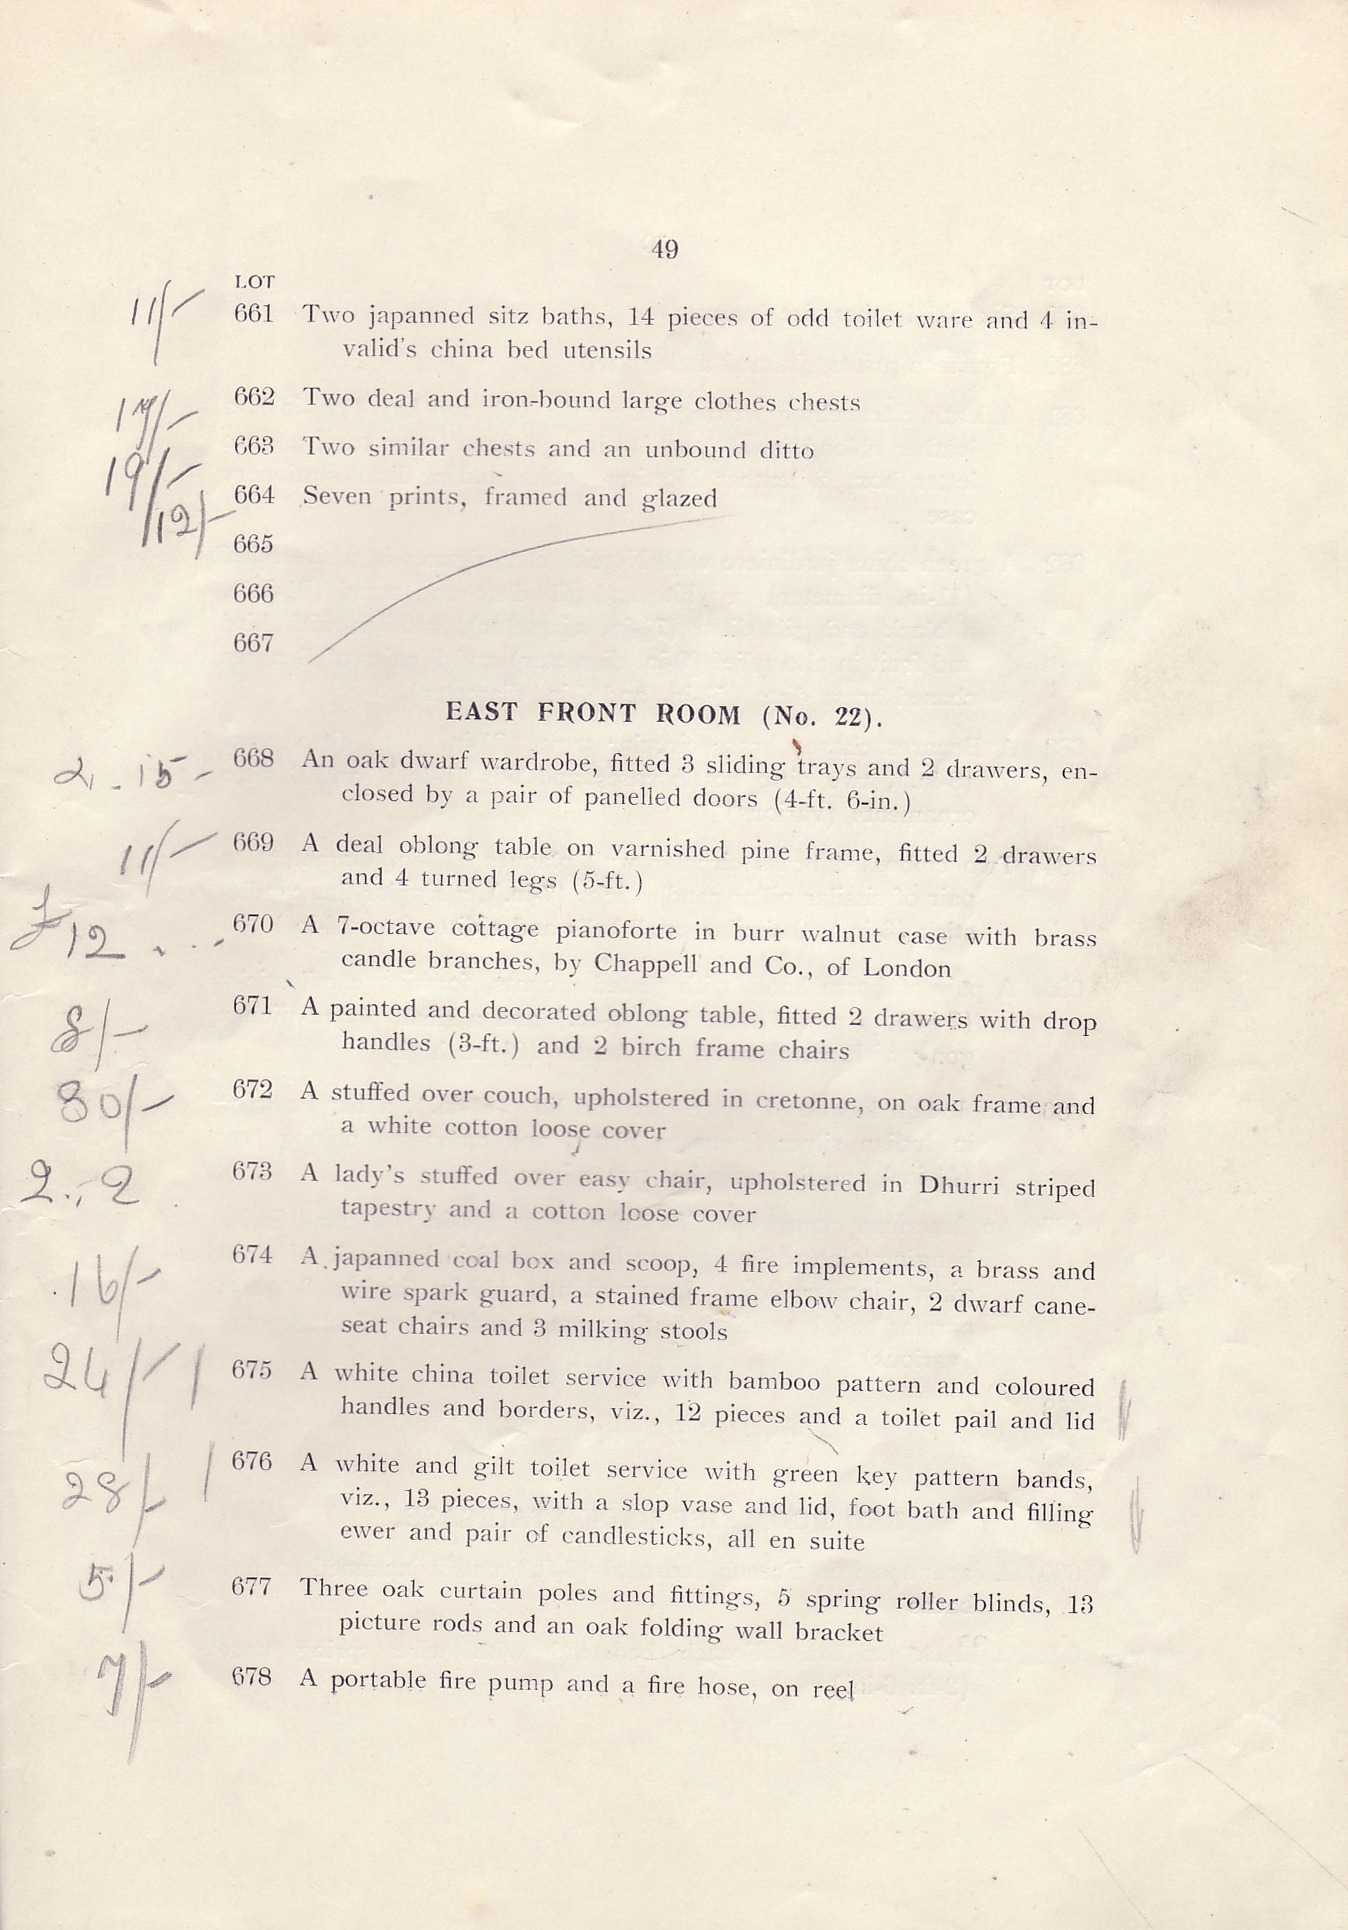 49
LOT
11/- 661 Two japanned sitz baths, 14 pieces of odd toilet ware and 4 in-
valid's china bed utensils
17/- 662 Two deal and iron-bound large clothes chests
19/- 663 Two similar chests and an unbound ditto
12/- 664 Seven prints, framed and glazed
665
666
667
EAST FRONT ROOM (No. 22).
2.15- 668 An oak dwarf wardrobe, fitted 3 sliding trays and 2 drawers, en-
closed by a pair of panelled doors (4-ft. 6-in.)
11/- 669 A deal oblong table on varnished pine frame, fitted 2 drawers
and 4 turned legs (5-ft.)
£12 . . - 670 A 7-octave cottage pianoforte in burr walnut case with brass
candle branches, by Chappell and Co., of London
8/- 671 A painted and decorated oblong table, fitted 2 drawers with drop
handles (3-ft.) and 2 birch frame chairs
30/- 672 A stuffed over couch, upholstered in cretonne, on oak frame and
a white cotton loose cover
2.,2 673 A lady's stuffed over easy chair, upholstered in Dhurri striped
tapestry and a cotton loose cover
16/- 674 A japanned coal box and scoop, 4 fire implements, a brass and
wire spark guard, a stained frame elbow chair, 2 dwarf cane-
seat chairs and 3 milking stools
24/- 675 A white china toilet service with bamboo pattern and coloured
handles and borders, viz., 12 pieces and a toilet pail and lid
28/- 676 A white and gilt toilet service with green key pattern bands,
viz., 13 pieces, with a slop vase and lid, foot bath and filling
ewer and pair of candlesticks, all en suite
5/- 677 Three oak curtain poles and fittings, 5 spring roller blinds, 13
picture rods and an oak folding wall bracket
7/- 678 A portable fire pump and a fire hose, on reel